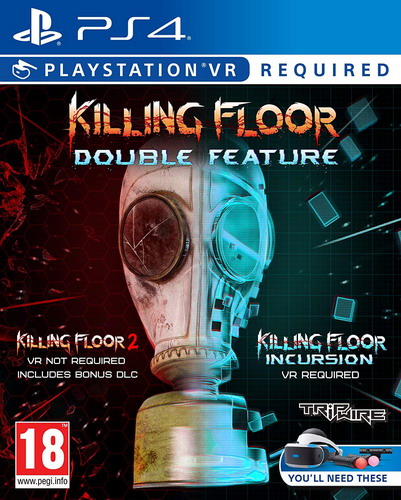 PS4
PLAYSTATION®VR REQUIRED
KILLING FLOOR
DOUBLE FEATURE
KILLING FLOOR 2
VR NOT REQUIRED
INCLUDES BONUS DLC
KILLING FLOOR
INCURSION
VR REQUIRED
TRIPWIRE
18
www.pegi.info
YOU'LL NEED THESE